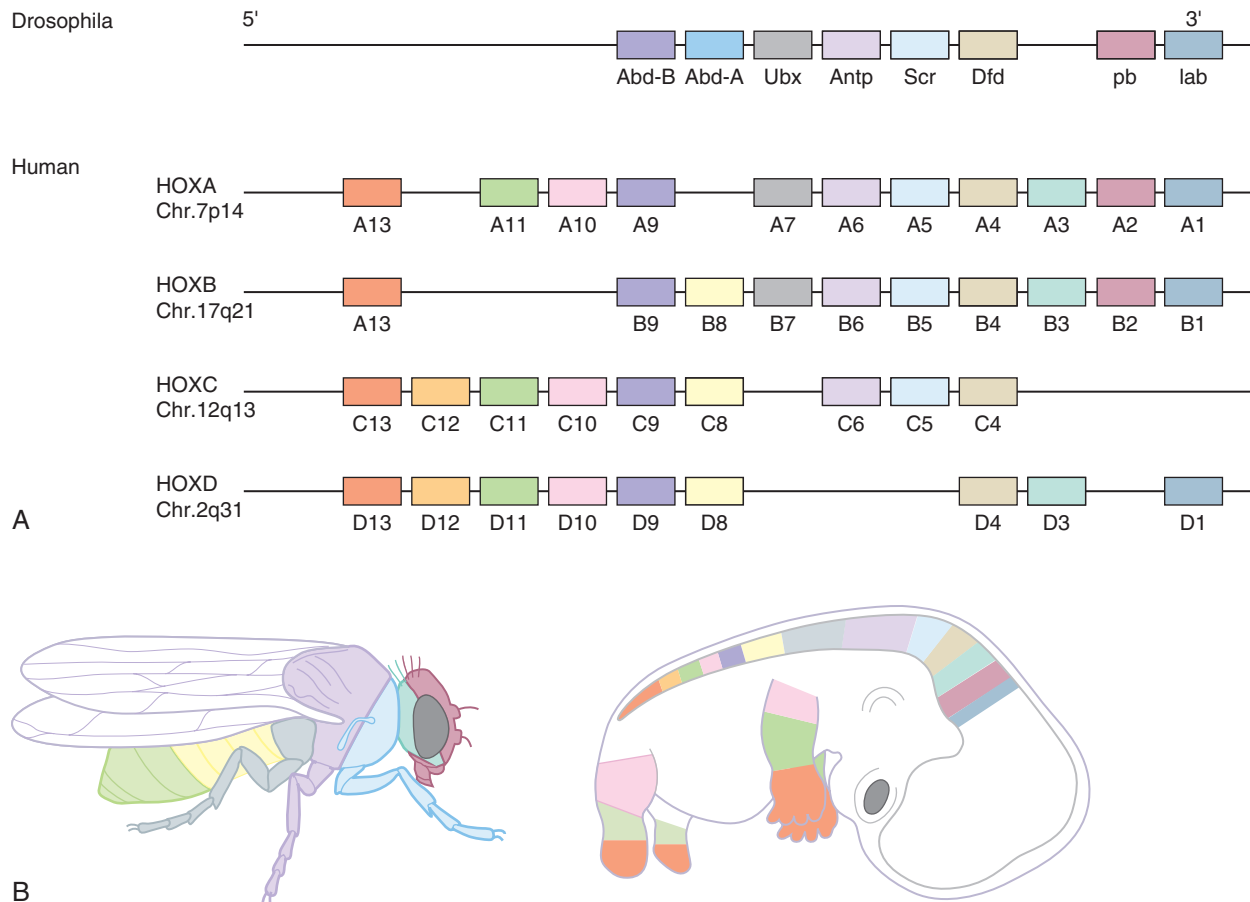 Drosophila
5' 3'
Abd-B Abd-A Ubx Antp Scr Dfd pb lab
Human
HOXA
Chr.7p14
A13 A11 A10 A9 A7 A6 A5 A4 A3 A2 A1
HOXB
Chr.17q21
A13 B9 B8 B7 B6 B5 B4 B3 B2 B1
HOXC
Chr.12q13
C13 C12 C11 C10 C9 C8 C6 C5 C4
HOXD
Chr.2q31
D13 D12 D11 D10 D9 D8 D4 D3 D1
A
B